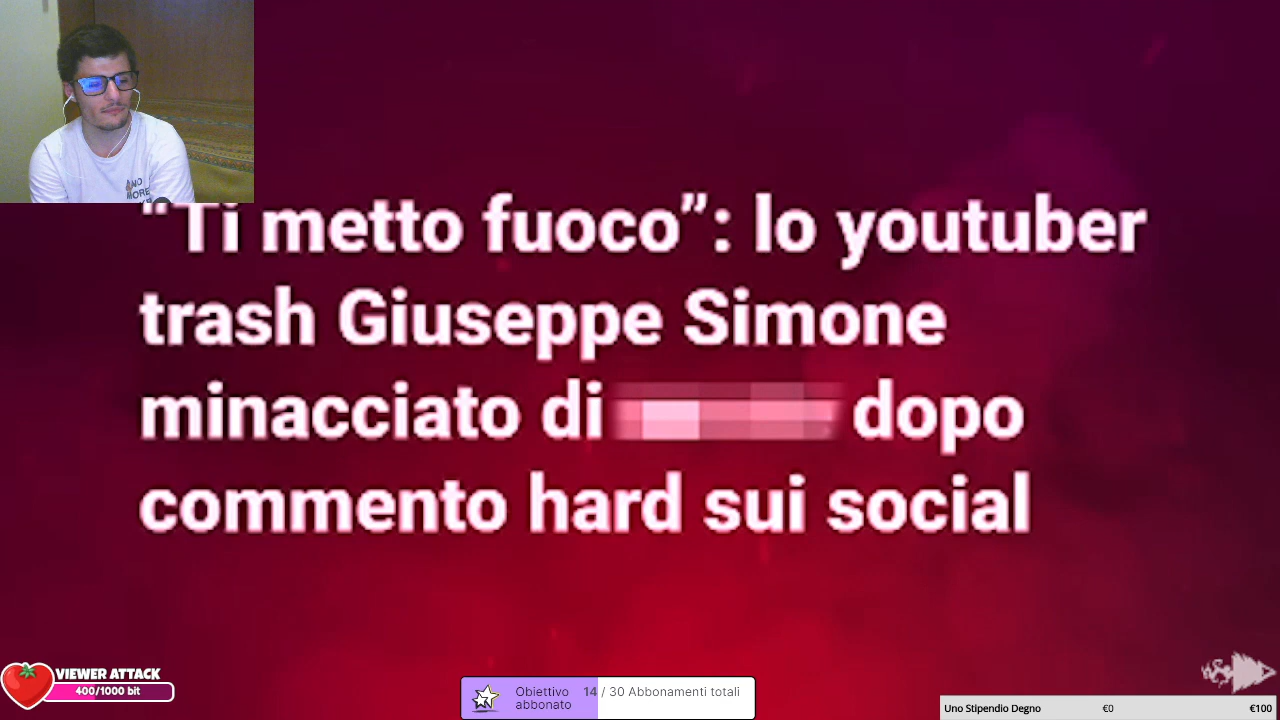 “Ti metto fuoco”: lo youtuber
trash Giuseppe Simone
minacciato di dopo
commento hard sui social
VIEWER ATTACK
400/1000 bit
Obiettivo abbonato
14 / 30 Abbonamenti totali
Uno Stipendio Degno €0 €100